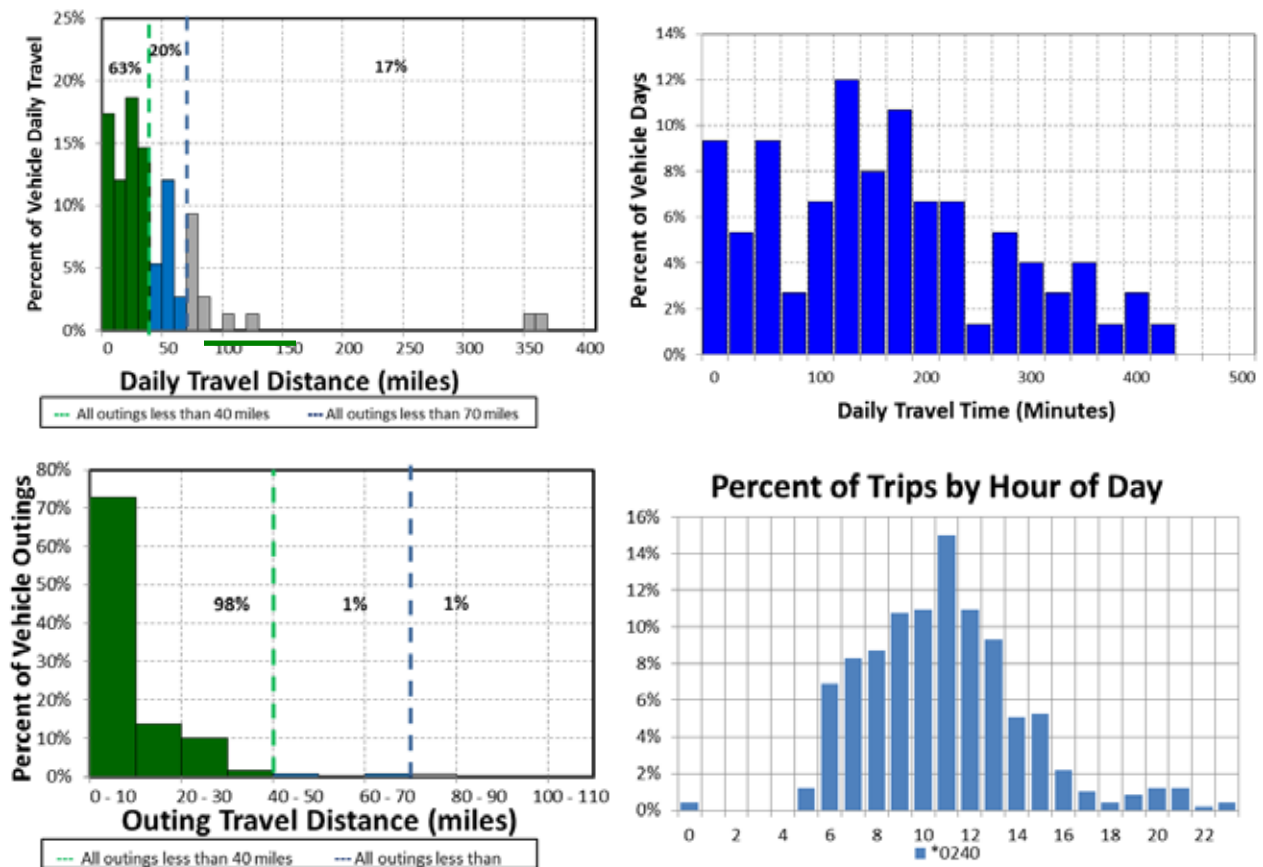 25%
20%
15%
10%
5%
0%
Percent of Vehicle Daily Travel
63%
20%
17%
0 50 100 150 200 250 300 350 400
Daily Travel Distance (miles)
All outings less than 40 miles All outings less than 70 miles
14%
12%
10%
8%
6%
4%
2%
0%
Percent of Vehicle Days
0 100 200 300 400 500
Daily Travel Time (Minutes)
80%
70%
60%
50%
40%
30%
20%
10%
0%
Percent of Vehicle Outings
98% 1% 1%
0 - 10 20 - 30 40 - 50 60 - 70 80 - 90 100 - 110
Outing Travel Distance (miles)
All outings less than 40 miles All outings less than
Percent of Trips by Hour of Day
16%
14%
12%
10%
8%
6%
4%
2%
0%
0 2 4 6 8 10 12 14 16 18 20 22
*0240